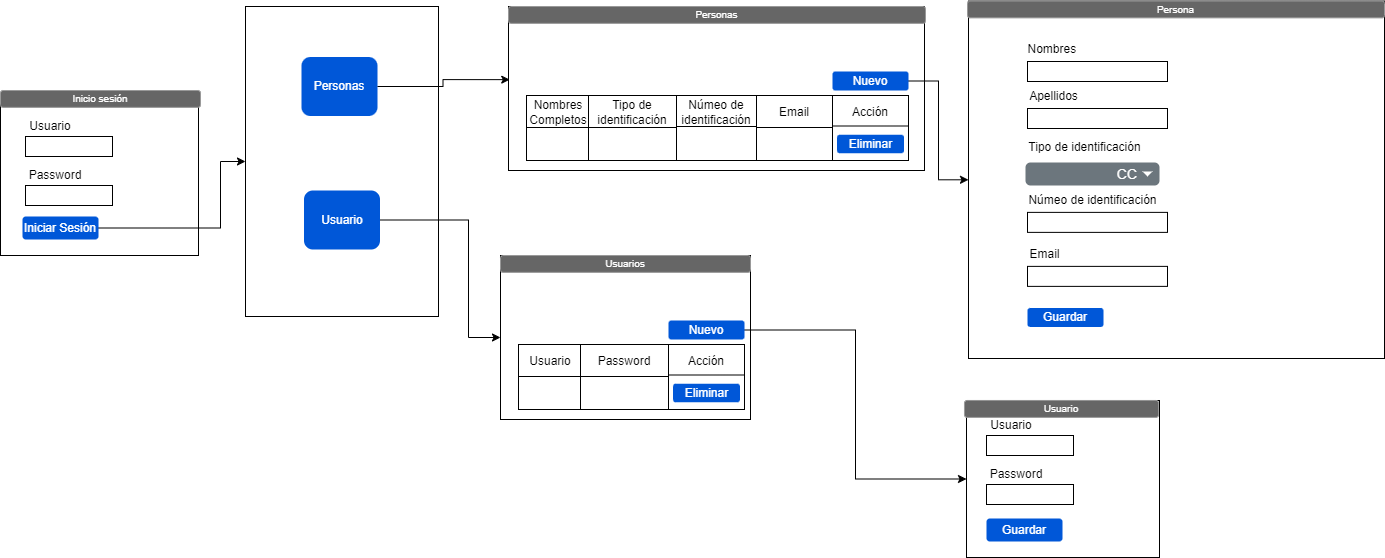 Inicio sesión
Usuario
Password
Iniciar Sesión
Personas
Usuario
Personas
Nuevo
Nombres
Completos
Tipo de
identificación
Númeo de
identificación
Email
Acción
Eliminar
Usuarios
Nuevo
Usuario
Password
Acción
Eliminar
Persona
Nombres
Apellidos
Tipo de identificación
CC
Númeo de identificación
Email
Guardar
Usuario
Usuario
Password
Guardar